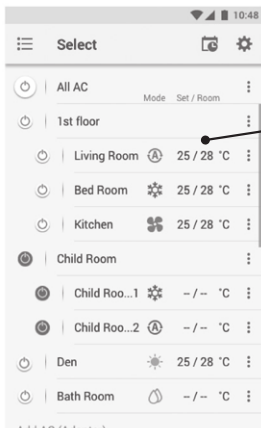 10:48
Select
All AC
Mode Set / Room
1st floor
Living Room 25 / 28 °C
Bed Room 25 / 28 °C
Kitchen 25 / 28 °C
Child Room
Child Roo...1 -- / -- °C
Child Roo...2 -- / -- °C
Den 25 / 28 °C
Bath Room -- / -- °C